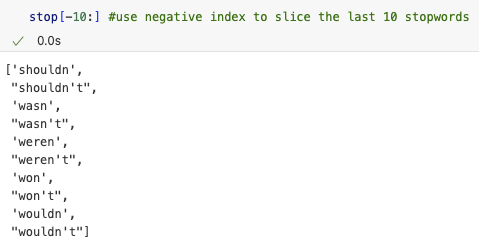 stop[-10:] #use negative index to slice the last 10 stopwords
0.0s
['shouldn',
"shouldn't",
'wasn',
"wasn't",
'weren',
"weren't",
'won',
"won't",
'wouldn',
"wouldn't"]